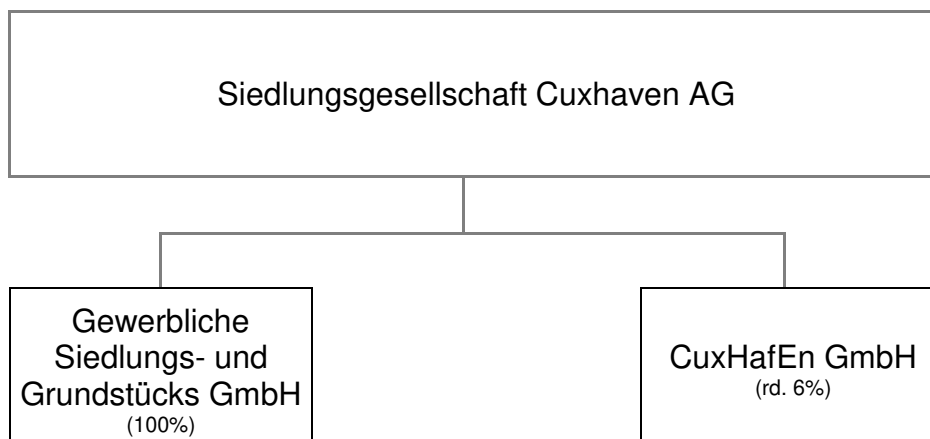 Siedlungsgesellschaft Cuxhaven AG
Gewerbliche
Siedlungs- und
Grundstücks GmbH
(100%)
CuxHafEn GmbH
(rd. 6%)